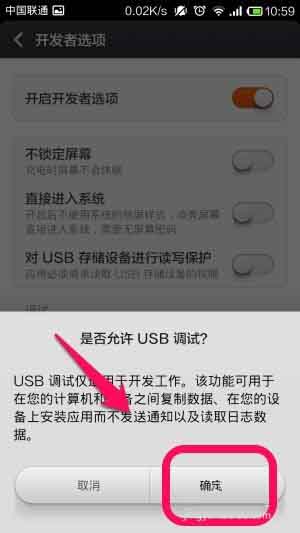 中国联通 0.02K/s 10:59
开发者选项
开启开发者选项
不锁定屏幕
充电时屏幕不会休眠
直接进入系统
开启后不使用系统的锁屏样式，点亮屏幕
直接进入系统，需要无屏幕密码
对 USB 存储设备进行读写保护
应用必须请求读取 USB 存储设备的权限
调试
是否允许 USB 调试?
USB 调试仅适用于开发工作。该功能可用于
在您的计算机和设备之间复制数据、在您的设
备上安装应用而不发送通知以及读取日志数
据。
取消 确定